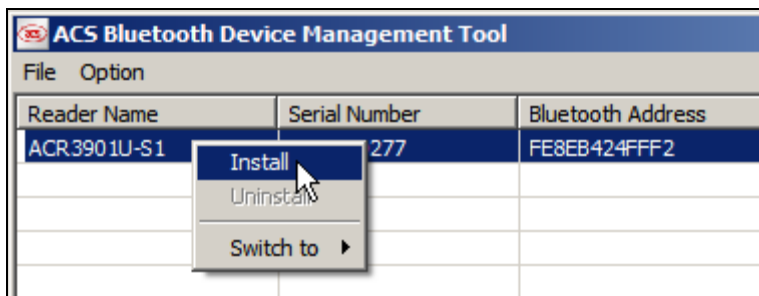 ACS Bluetooth Device Management Tool
File Option
Reader Name Serial Number Bluetooth Address
ACR3901U-S1 277 FE8EB424FFF2
Install
Uninstall
Switch to